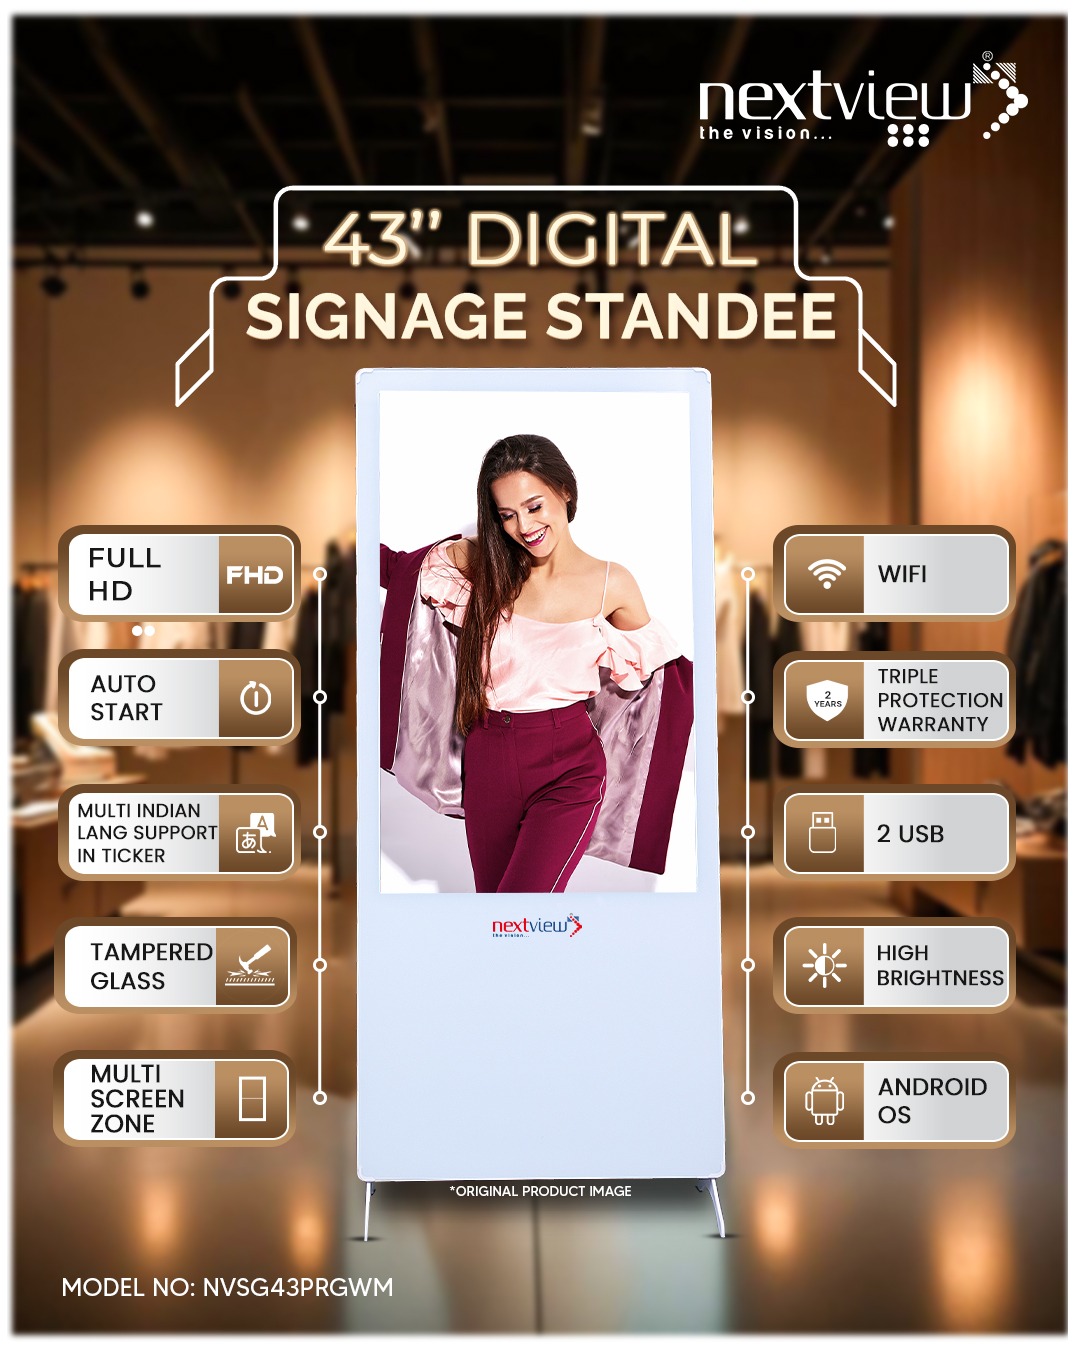 nextview®
the vision...
43’’ DIGITAL
SIGNAGE STANDEE
FULL
HD
FHD
AUTO
START
MULTI INDIAN
LANG SUPPORT
IN TICKER
A
あ
TAMPERED
GLASS
MULTI
SCREEN
ZONE
WIFI
2
YEARS
TRIPLE
PROTECTION
WARRANTY
2 USB
HIGH
BRIGHTNESS
ANDROID
OS
nextview
the vision...
*ORIGINAL PRODUCT IMAGE
MODEL NO: NVSG43PRGWM